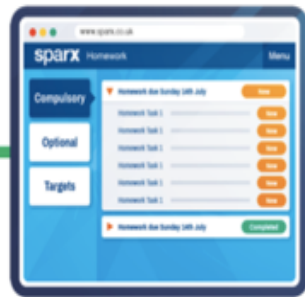 www.sparx.co.uk
sparx Homework Menu
Compulsory
Optional
Targets
Homework due Sunday 14th July New
Homework Task 1 New
Homework Task 1 New
Homework Task 1 New
Homework Task 1 New
Homework Task 1 New
Homework Task 1 New
Homework due Sunday 14th July Completed